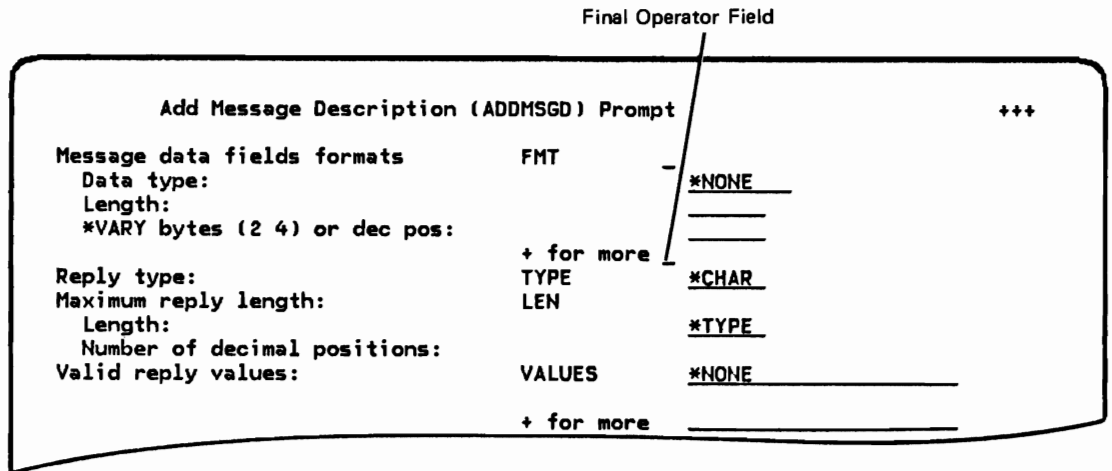 Final Operator Field
Add Message Description (ADDMSGD) Prompt +++
Message data fields formats FMT _
Data type: *NONE
Length:
*VARY bytes (2 4) or dec pos:
+ for more _
Reply type: TYPE *CHAR
Maximum reply length: LEN
Length: *TYPE
Number of decimal positions:
Valid reply values: VALUES *NONE
+ for more